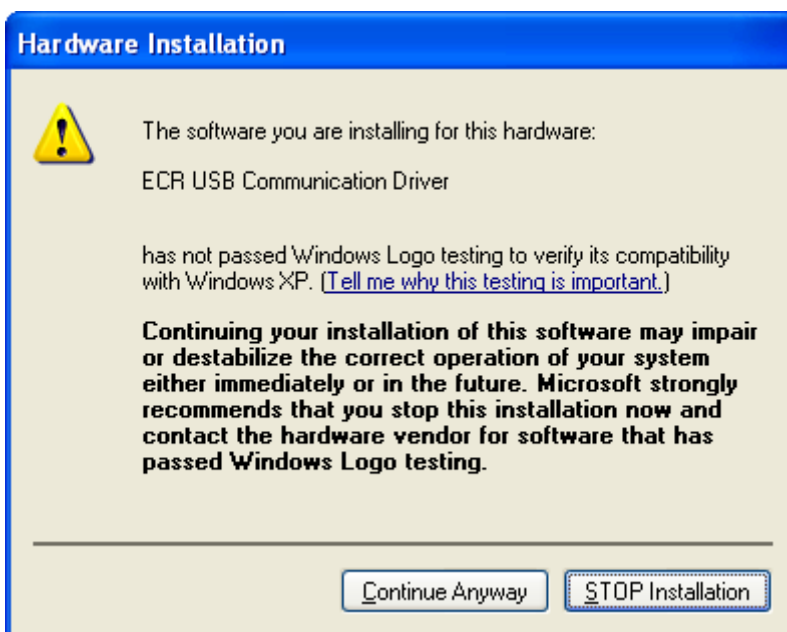 Hardware Installation
The software you are installing for this hardware:
ECR USB Communication Driver
has not passed Windows Logo testing to verify its compatibility
with Windows XP. (Tell me why this testing is important.)
Continuing your installation of this software may impair
or destabilize the correct operation of your system
either immediately or in the future. Microsoft strongly
recommends that you stop this installation now and
contact the hardware vendor for software that has
passed Windows Logo testing.
Continue Anyway
STOP Installation